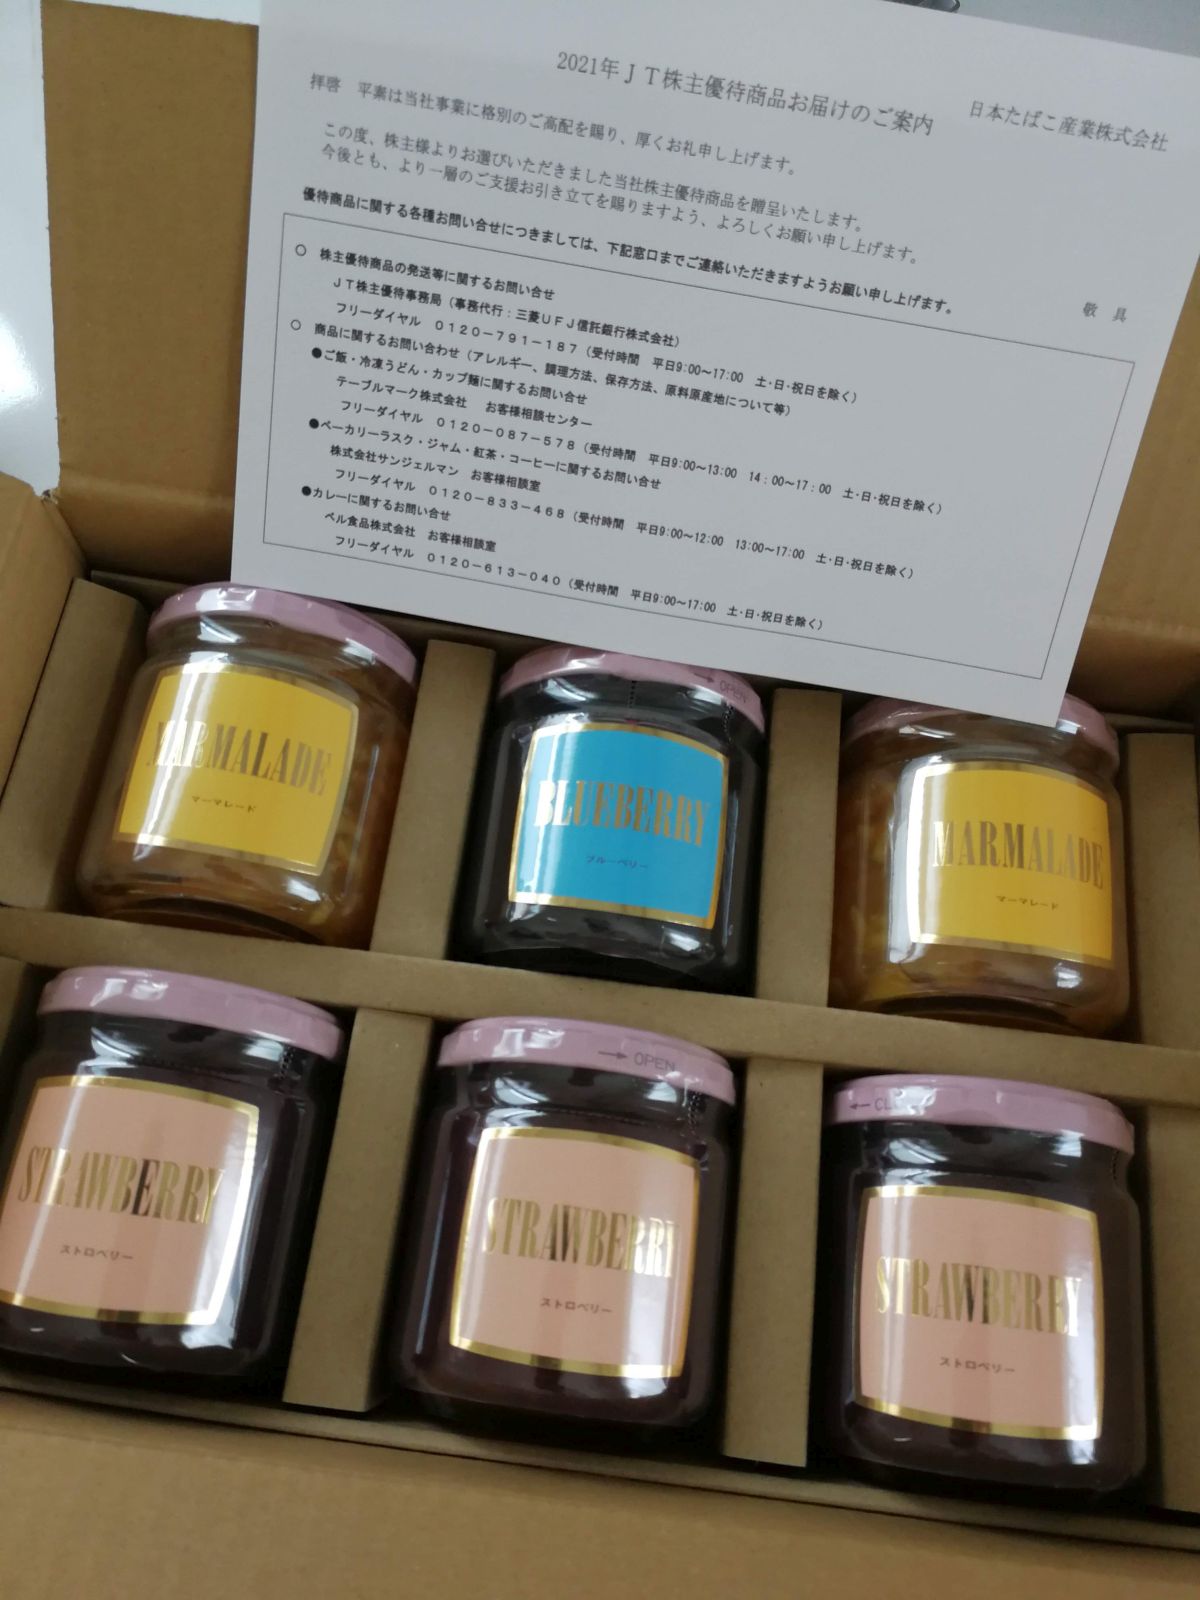 2021年JT株主優待商品お届けのご案内
日本たばこ産業株式会社
拝啓　平素は当社事業に格別のご高配を賜り、厚くお礼申し上げます。
この度、株主様よりお選びいただきました当社株主優待商品を贈呈いたします。
今後とも、より一層のご支援お引き立てを賜りますよう、よろしくお願い申し上げます。
敬　具
優待商品に関する各種お問い合せにつきましては、下記窓口までご連絡いただきますようお願い申し上げます。
○　株主優待商品の発送等に関するお問い合せ
JT株主優待事務局（事務代行：三菱UFJ信託銀行株式会社）
フリーダイヤル　0120-791-187（受付時間　平日9:00～17:00　土・日・祝日を除く）
○　商品に関するお問い合わせ（アレルギー、調理方法、保存方法、原料原産地について等）
●ご飯・冷凍うどん・カップ麺に関するお問い合せ
テーブルマーク株式会社　お客様相談センター
フリーダイヤル　0120-087-578（受付時間　平日9:00～13:00　14：00～17：00　土・日・祝日を除く）
●ベーカリーラスク・ジャム・紅茶・コーヒーに関するお問い合せ
株式会社サンジェルマン　お客様相談室
フリーダイヤル　0120-833-468（受付時間　平日9:00～12:00　13:00～17:00　土・日・祝日を除く）
●カレーに関するお問い合せ
ベル食品株式会社　お客様相談室
フリーダイヤル　0120-613-040（受付時間　平日9:00～17:00　土・日・祝日を除く）
MARMALADE
マーマレード
→OPEN
BLUEBERRY
ブルーベリー
MARMALADE
マーマレード
STRAWBERRY
ストロベリー
→OPEN
STRAWBERRY
ストロベリー
STRAWBERRY
ストロベリー